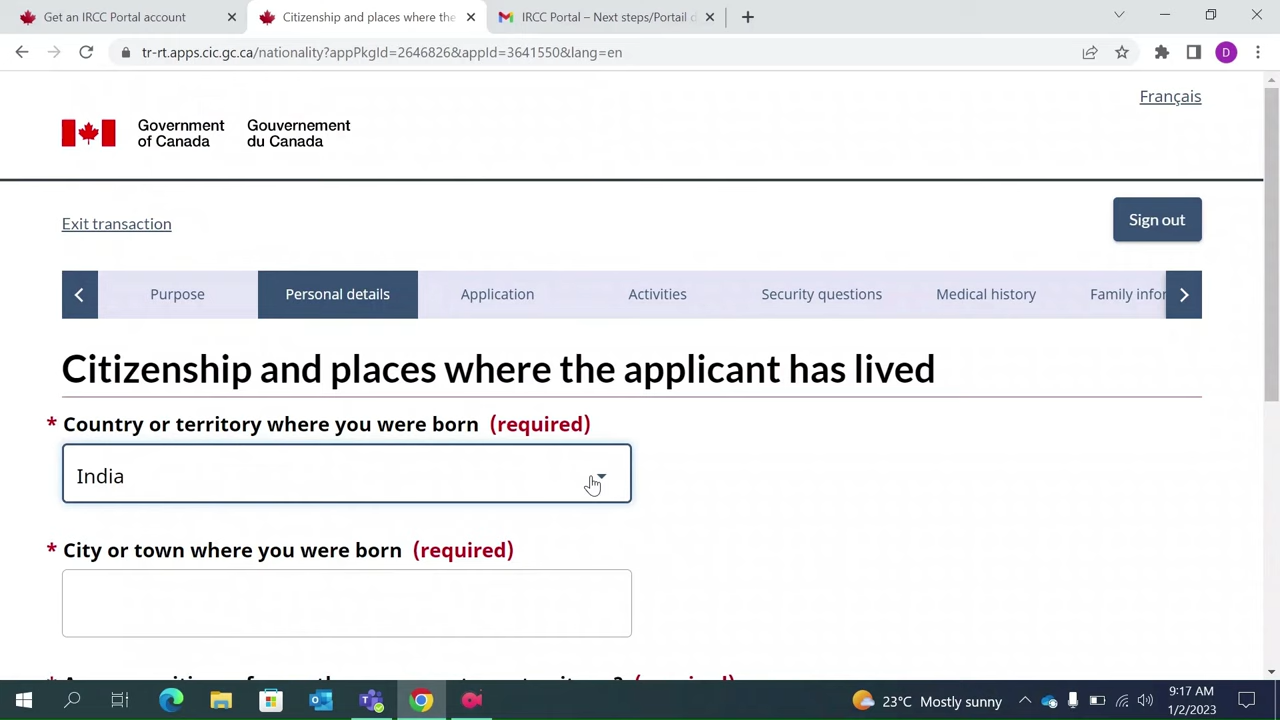 Get an IRCC Portal account
Citizenship and places where the
IRCC Portal – Next steps/Portail d
tr-rt.apps.cic.gc.ca/nationality?appPkgId=2646826&appId=3641550&lang=en
D
Français
Government of Canada
Gouvernement du Canada
Exit transaction
Sign out
Purpose
Personal details
Application
Activities
Security questions
Medical history
Family infor
Citizenship and places where the applicant has lived
* Country or territory where you were born (required)
India
* City or town where you were born (required)
23°C Mostly sunny
9:17 AM
1/2/2023